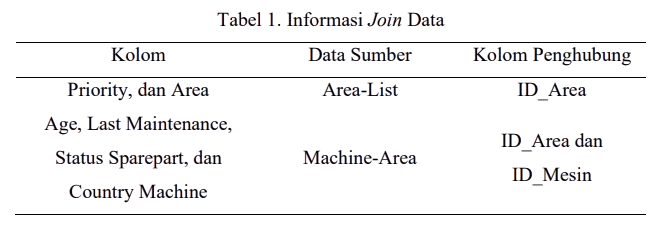 Tabel 1. Informasi Join Data
Kolom Data Sumber Kolom Penghubung
Priority, dan Area Area-List ID_Area
Age, Last Maintenance,
Status Sparepart, dan
Country Machine
Machine-Area
ID_Area dan
ID_Mesin